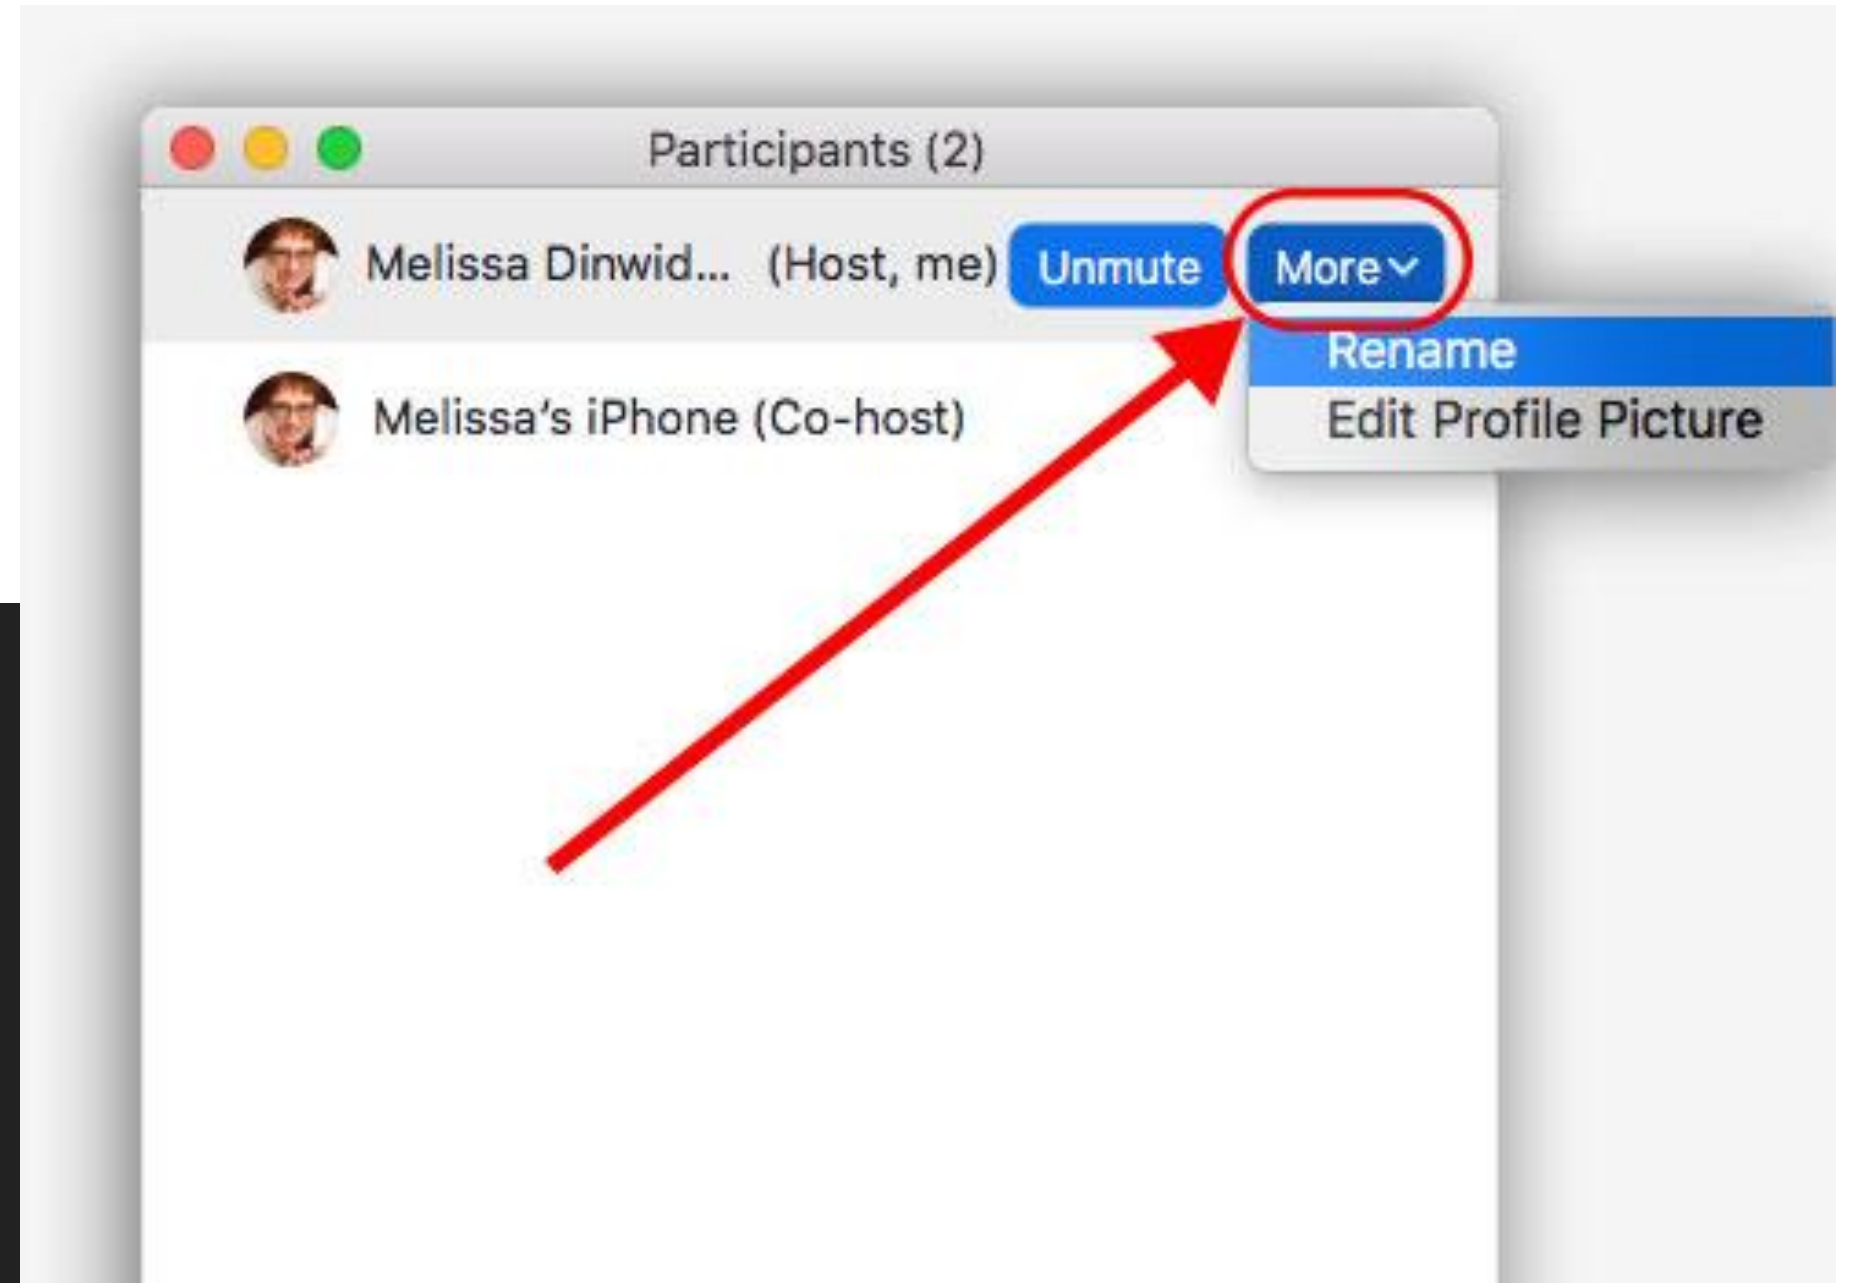 Participants (2)
Melissa Dinwid... (Host, me) Unmute More
Rename
Edit Profile Picture
Melissa’s iPhone (Co-host)